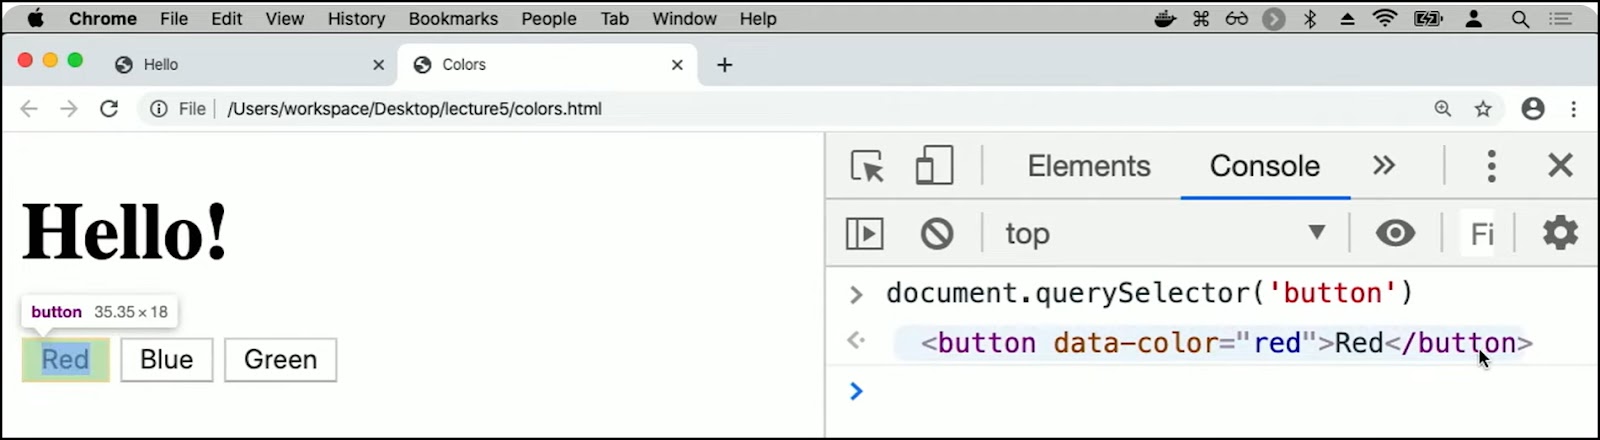 Chrome File Edit View History Bookmarks People Tab Window Help
Hello Colors
File /Users/workspace/Desktop/lecture5/colors.html
Elements Console
top Fi
Hello!
document.querySelector('button')
button 35.35 × 18
<button data-color="red">Red</button>
Red Blue Green